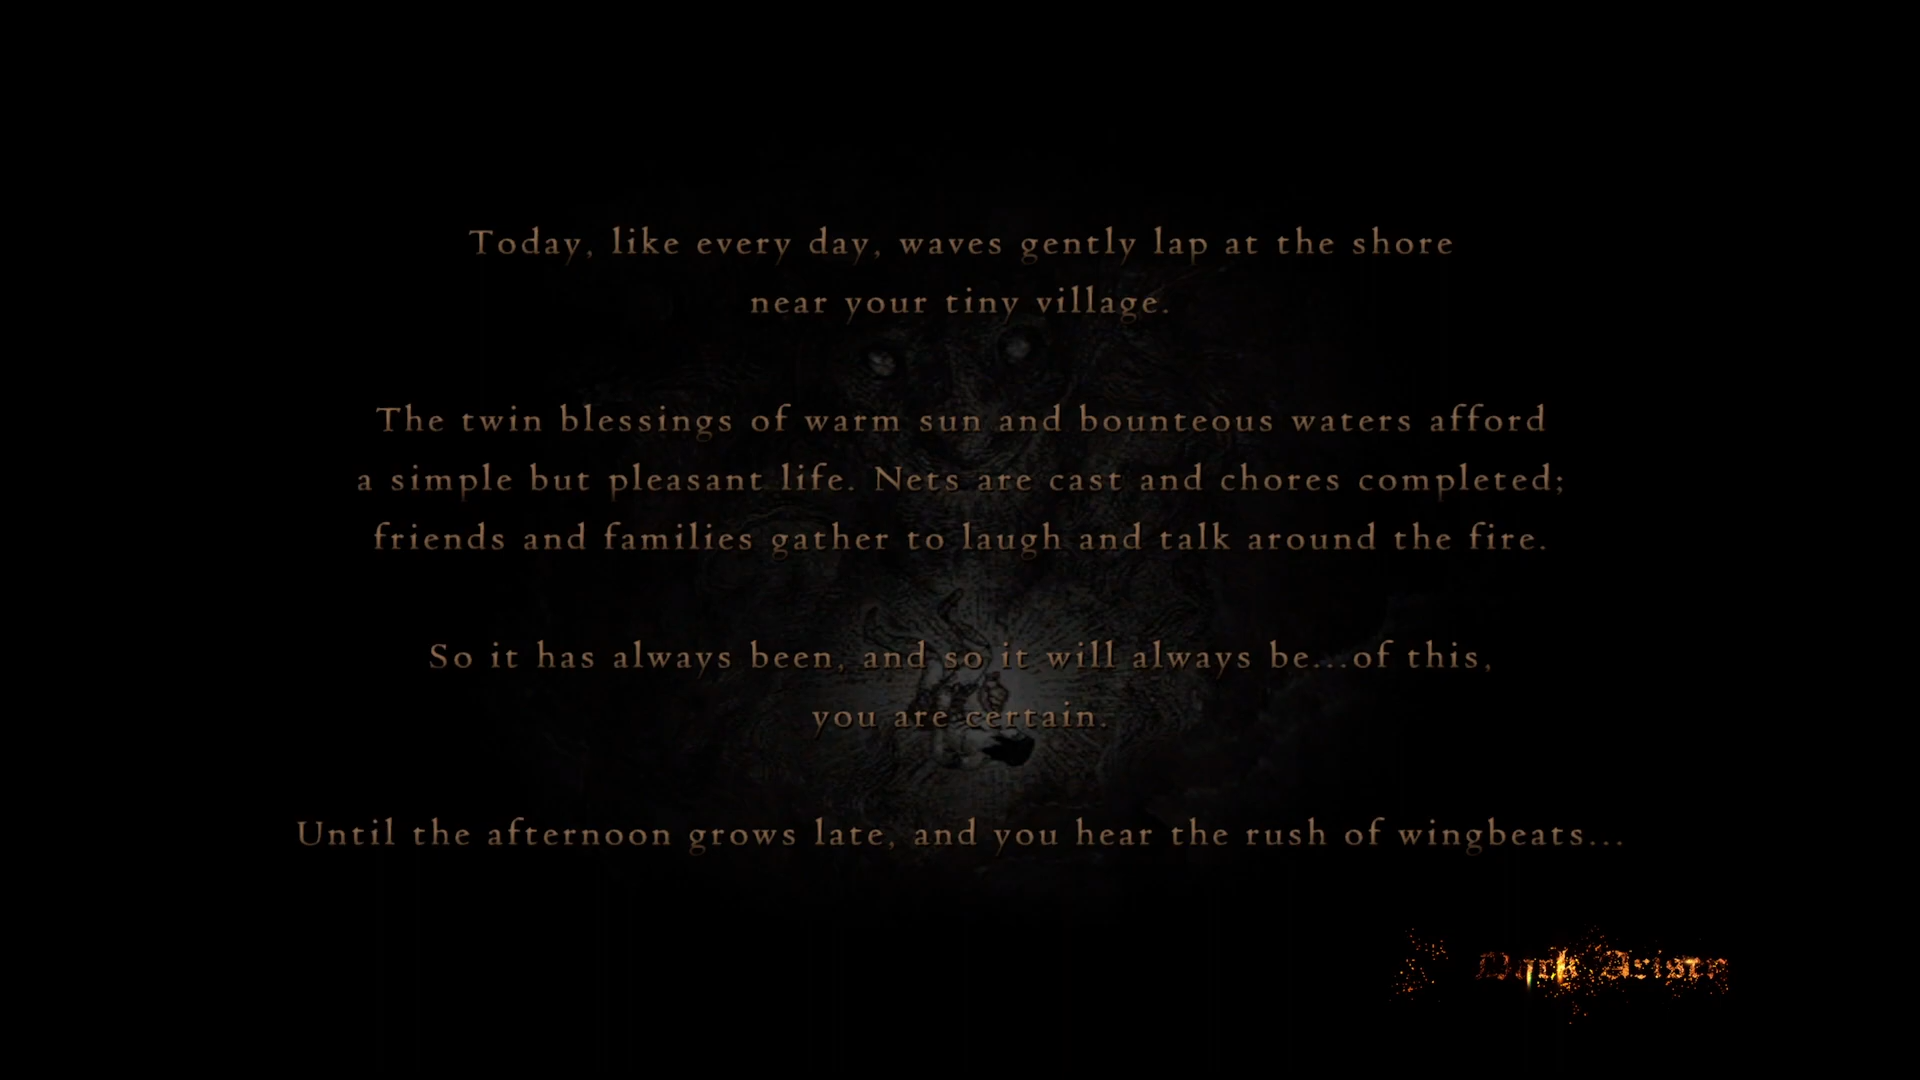 Today, like every day, waves gently lap at the shore
near your tiny village.
The twin blessings of warm sun and bounteous waters afford
a simple but pleasant life. Nets are cast and chores completed;
friends and families gather to laugh and talk around the fire.
So it has always been, and so it will always be...of this,
you are certain.
Until the afternoon grows late, and you hear the rush of wingbeats...
Dark Arisen